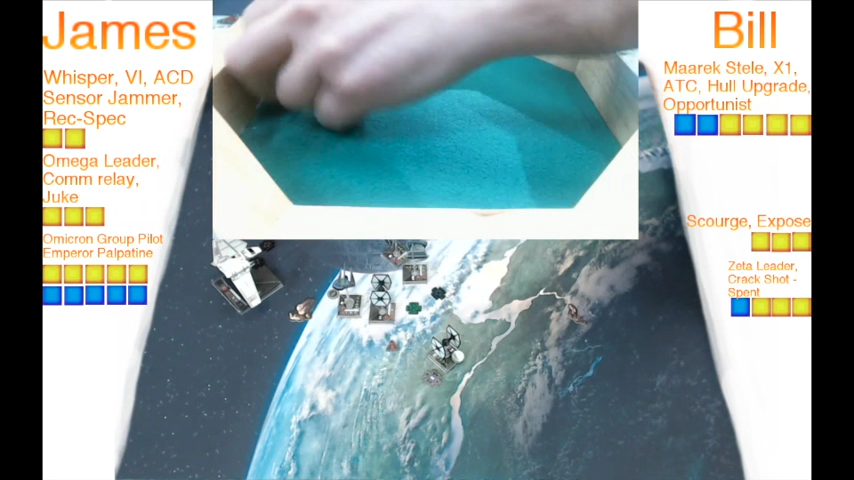 James
Whisper, VI, ACD
Sensor Jammer,
Rec-Spec
Omega Leader,
Comm relay,
Juke
Omicron Group Pilot
Emperor Palpatine
Bill
Maarek Stele, X1,
ATC, Hull Upgrade,
Opportunist
Scourge, Expose
Zeta Leader,
Crack Shot -
Spent